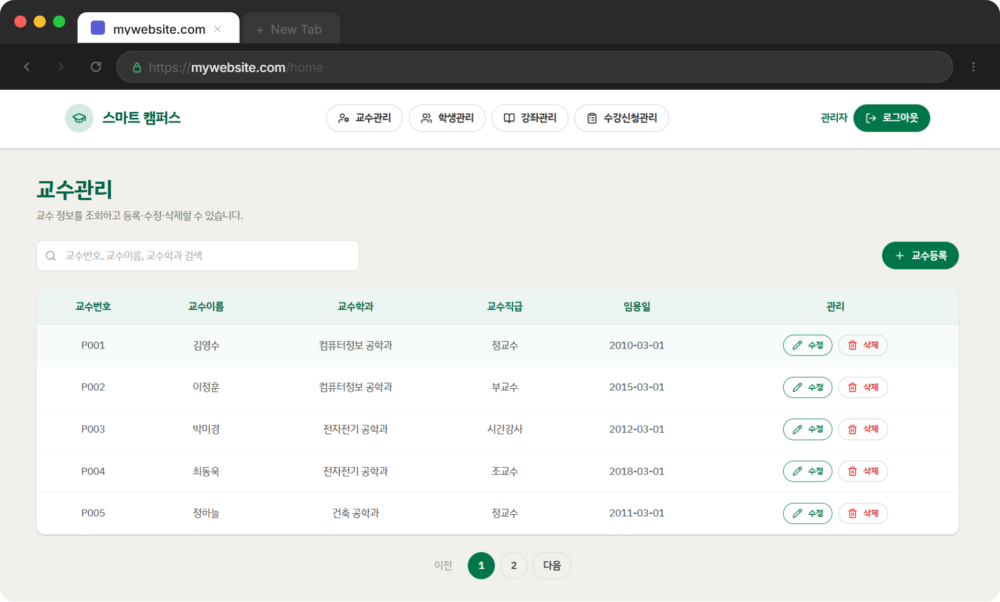 mywebsite.com
+ New Tab
https://mywebsite.com/home
스마트 캠퍼스
교수관리
학생관리
강좌관리
수강신청관리
관리자
로그아웃
교수관리
교수 정보를 조회하고 등록·수정·삭제할 수 있습니다.
교수번호, 교수이름, 교수학과 검색
+ 교수등록
교수번호 교수이름 교수학과 교수직급 임용일 관리
P001 김영수 컴퓨터정보 공학과 정교수 2010-03-01 수정 삭제
P002 이정훈 컴퓨터정보 공학과 부교수 2015-03-01 수정 삭제
P003 박미경 전자전기 공학과 시간강사 2012-03-01 수정 삭제
P004 최동욱 전자전기 공학과 조교수 2018-03-01 수정 삭제
P005 정하늘 건축 공학과 정교수 2011-03-01 수정 삭제
이전 1 2 다음